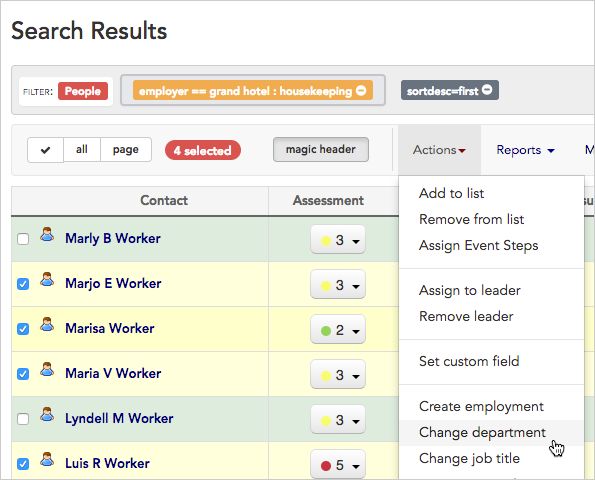 Search Results
FILTER: People employer == grand hotel : housekeeping sortdesc=first
all page 4 selected magic header Actions Reports M
Contact Assessment su
Marly B Worker 3
Marjo E Worker 3
Marisa Worker 2
Maria V Worker 3
Lyndell M Worker 3
Luis R Worker 5
Add to list
Remove from list
Assign Event Steps
Assign to leader
Remove leader
Set custom field
Create employment
Change department
Change job title